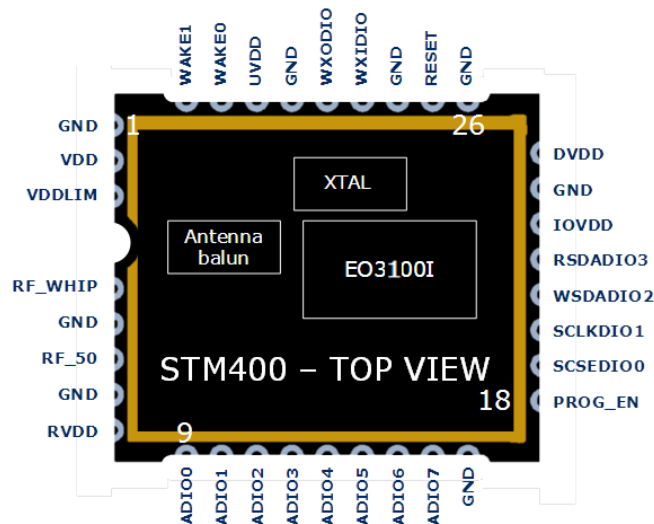 WAKE1
WAKE0
UVDD
GND
WXODIO
WXIDIO
GND
RESET
GND
GND
VDD
VDDLIM
RF_WHIP
GND
RF_50
GND
RVDD
1
26
XTAL
Antenna
balun
EO3100I
STM400 – TOP VIEW
18
9
DVDD
GND
IOVDD
RSDADIO3
WSDADIO2
SCLKDIO1
SCSEDIO0
PROG_EN
ADIO0
ADIO1
ADIO2
ADIO3
ADIO4
ADIO5
ADIO6
ADIO7
GND